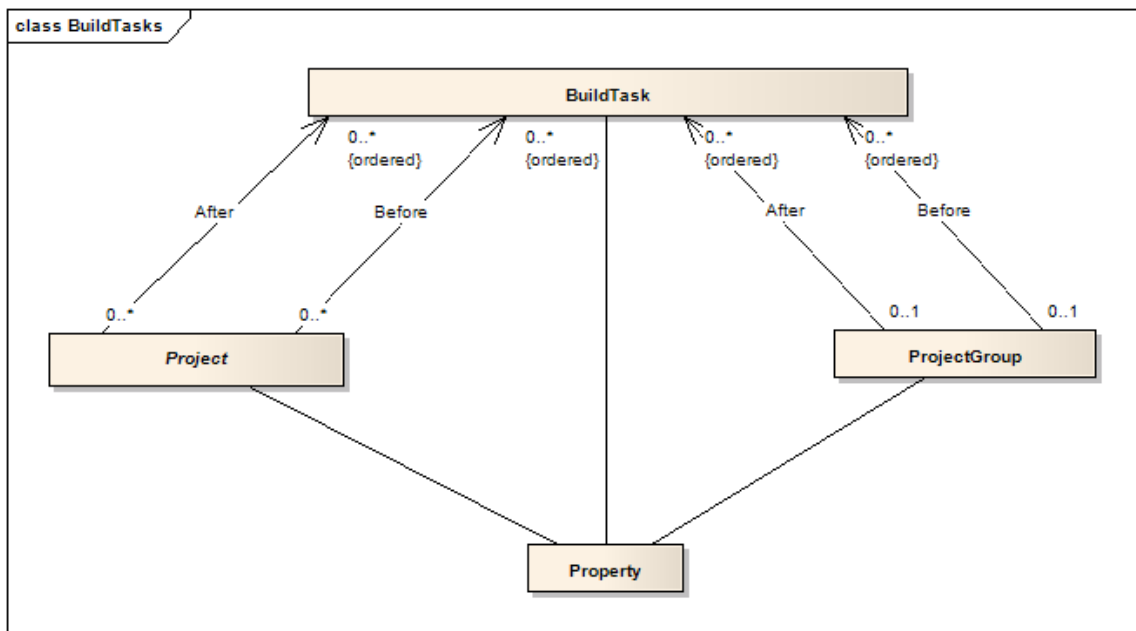 class BuildTasks
BuildTask
0..*
{ordered}
0..*
{ordered}
0..*
{ordered}
0..*
{ordered}
After
Before
After
Before
0..*
0..*
0..1
0..1
Project
ProjectGroup
Property